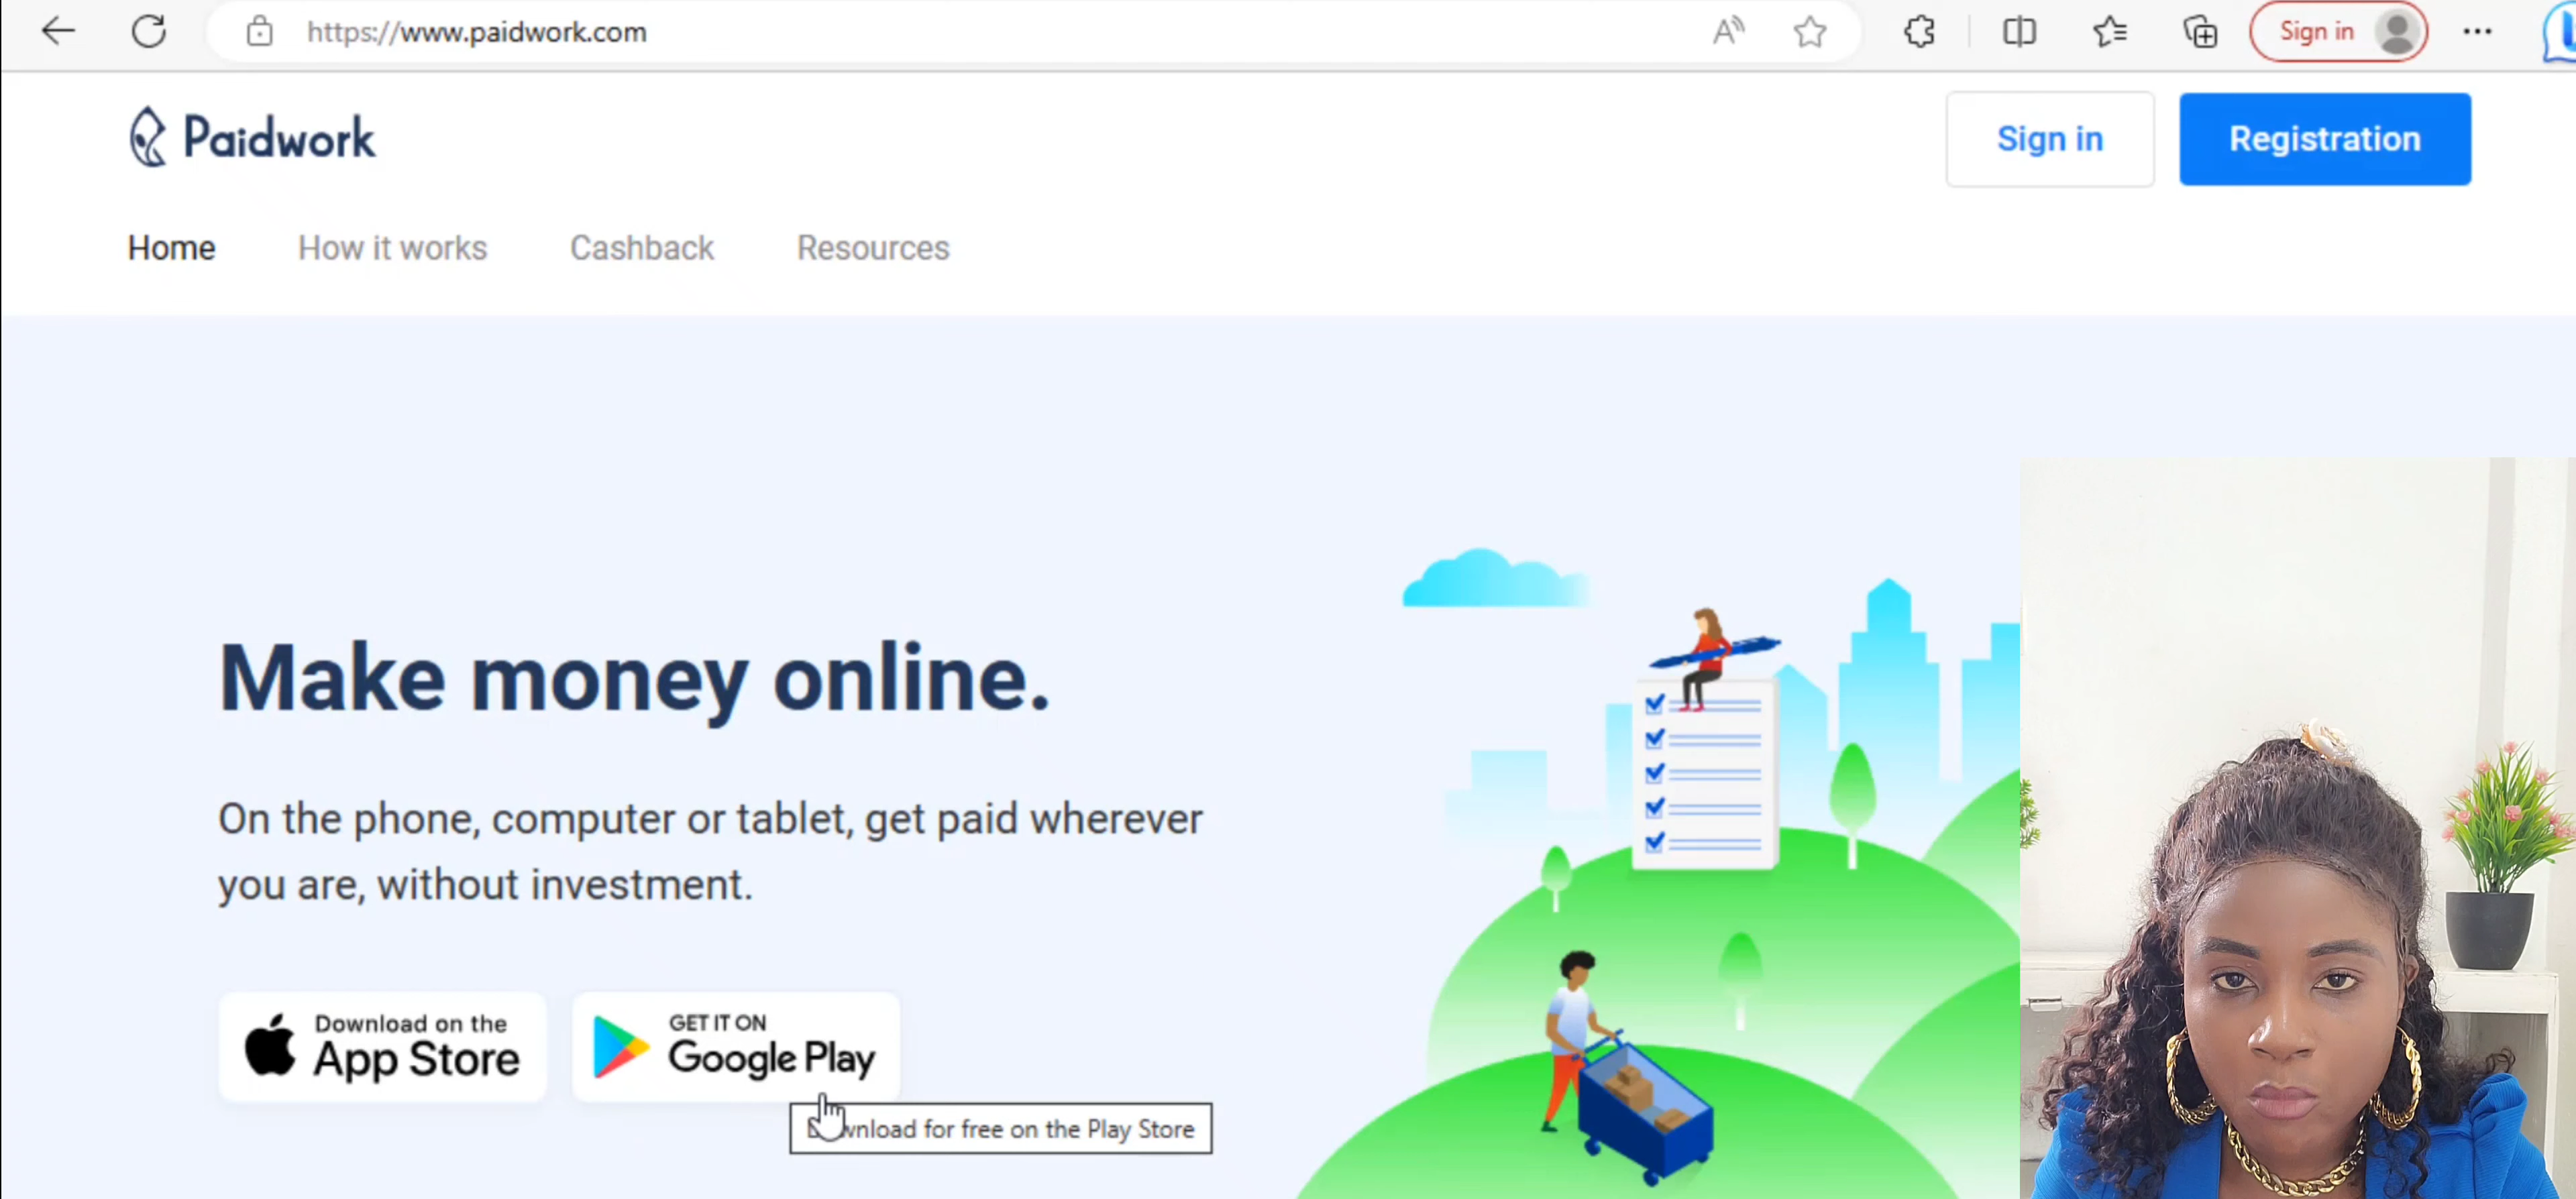 https://www.paidwork.com
Sign in
Paidwork
Sign in
Registration
Home
How it works
Cashback
Resources
Make money online.
On the phone, computer or tablet, get paid wherever
you are, without investment.
Download on the
App Store
GET IT ON
Google Play
for free on the Play Store